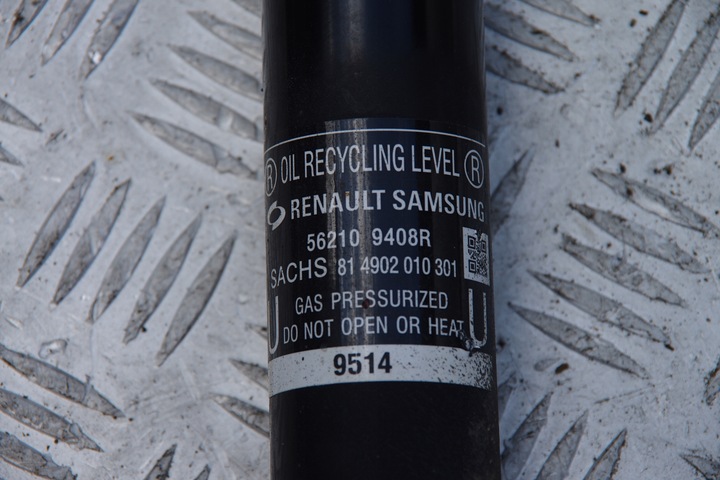 ® OIL RECYCLING LEVEL ®
RENAULT SAMSUNG
56210 9408R
SACHS 81 4902 010 301
GAS PRESSURIZED
U DO NOT OPEN OR HEAT U
9514